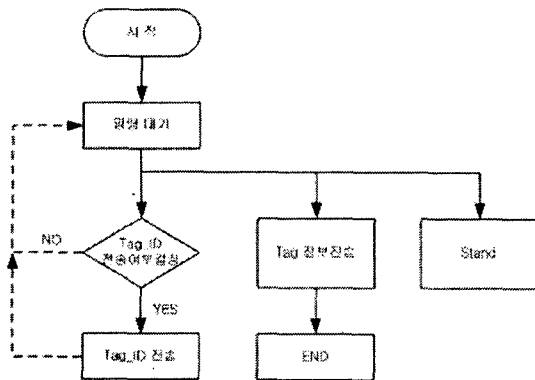 시 작
명령 대기
NO
Tag_ID
전송여부결정
YES
Tag_ID 전송
Tag 정보전송
END
Stand